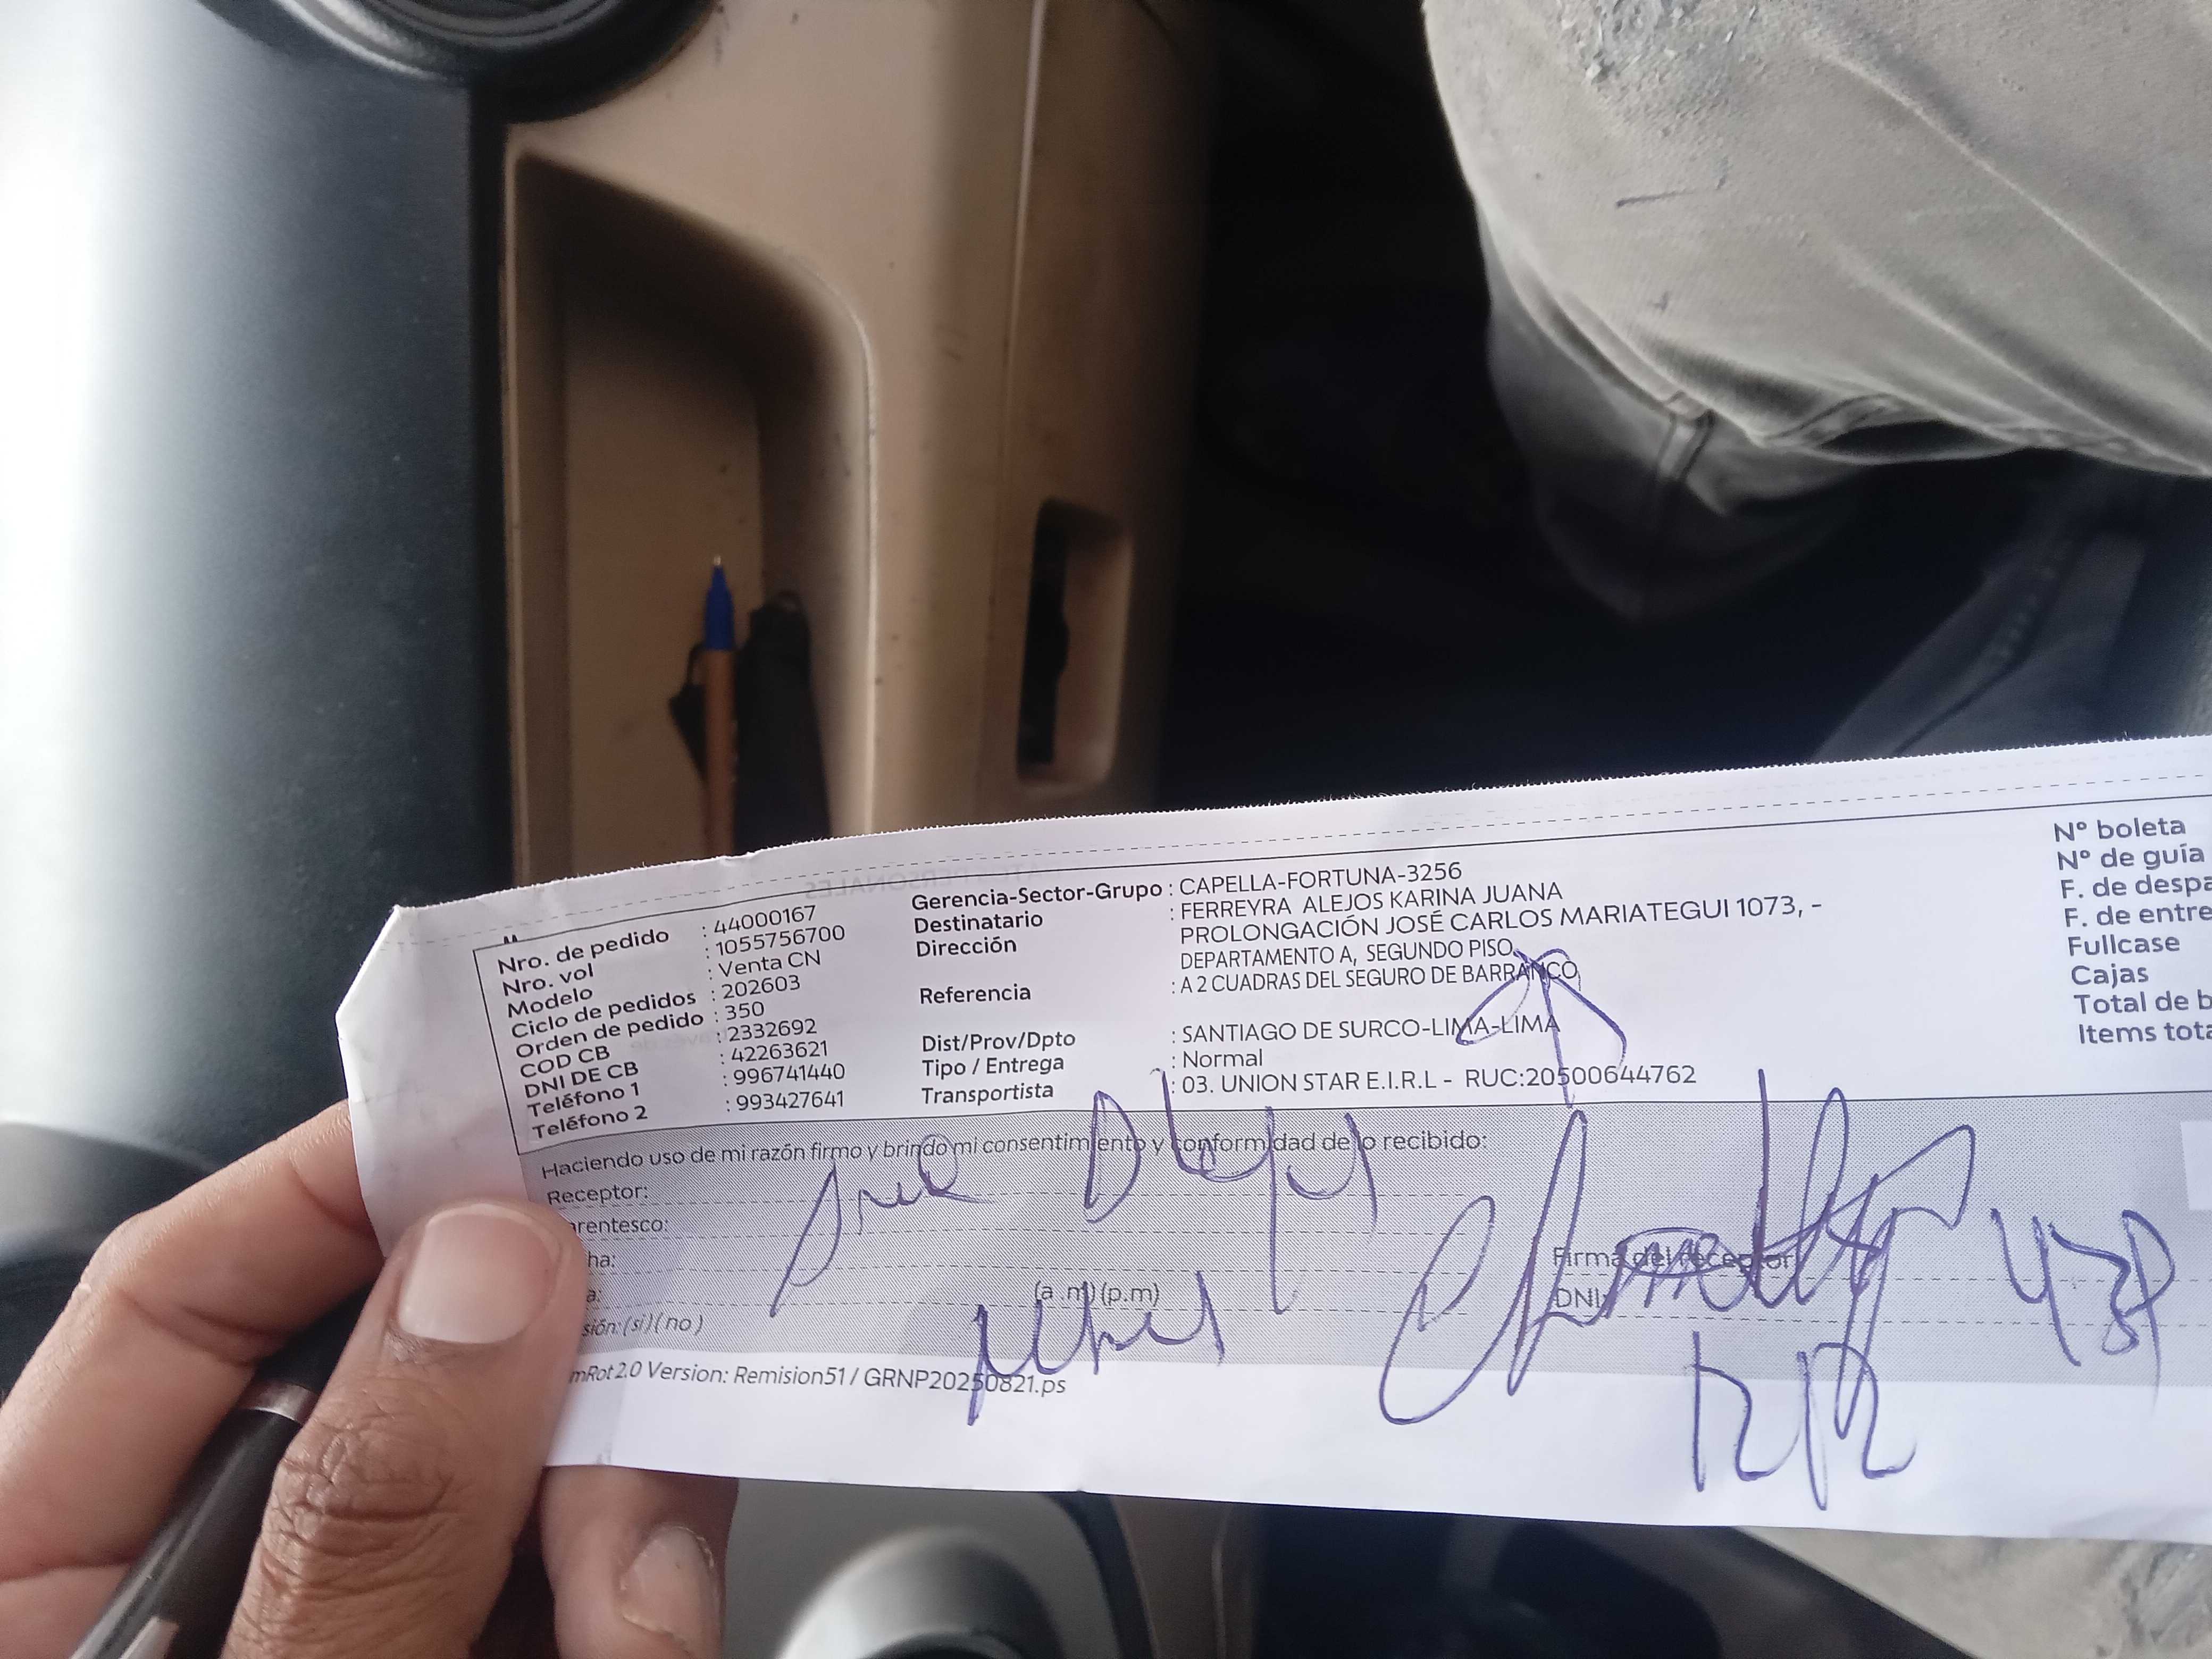 Nro. de pedido : 44000167
Nro. vol : 1055756700
Modelo : Venta CN
Ciclo de pedidos : 202603
Orden de pedido : 350
COD CB : 2332692
DNI DE CB : 42263621
Teléfono 1 : 996741440
Teléfono 2 : 993427641
Gerencia-Sector-Grupo : CAPELLA-FORTUNA-3256
Destinatario : FERREYRA ALEJOS KARINA JUANA
Dirección : PROLONGACIÓN JOSÉ CARLOS MARIATEGUI 1073, -
DEPARTAMENTO A, SEGUNDO PISO
Referencia : A 2 CUADRAS DEL SEGURO DE BARRANCO
Dist/Prov/Dpto : SANTIAGO DE SURCO-LIMA-LIMA
Tipo / Entrega : Normal
Transportista : 03. UNION STAR E.I.R.L - RUC:20500644762
Nº boleta
Nº de guía
F. de despa
F. de entre
Fullcase
Cajas
Total de b
Items tota
Haciendo uso de mi razón firmo y brindo mi consentimiento y conformidad de lo recibido:
Receptor:
arentesco:
ha:
a: (a .m) (p.m)
sión: (si) ( no )
Firma del receptor
DNI:
mRot 2.0 Version: Remision51 / GRNP20250821.ps